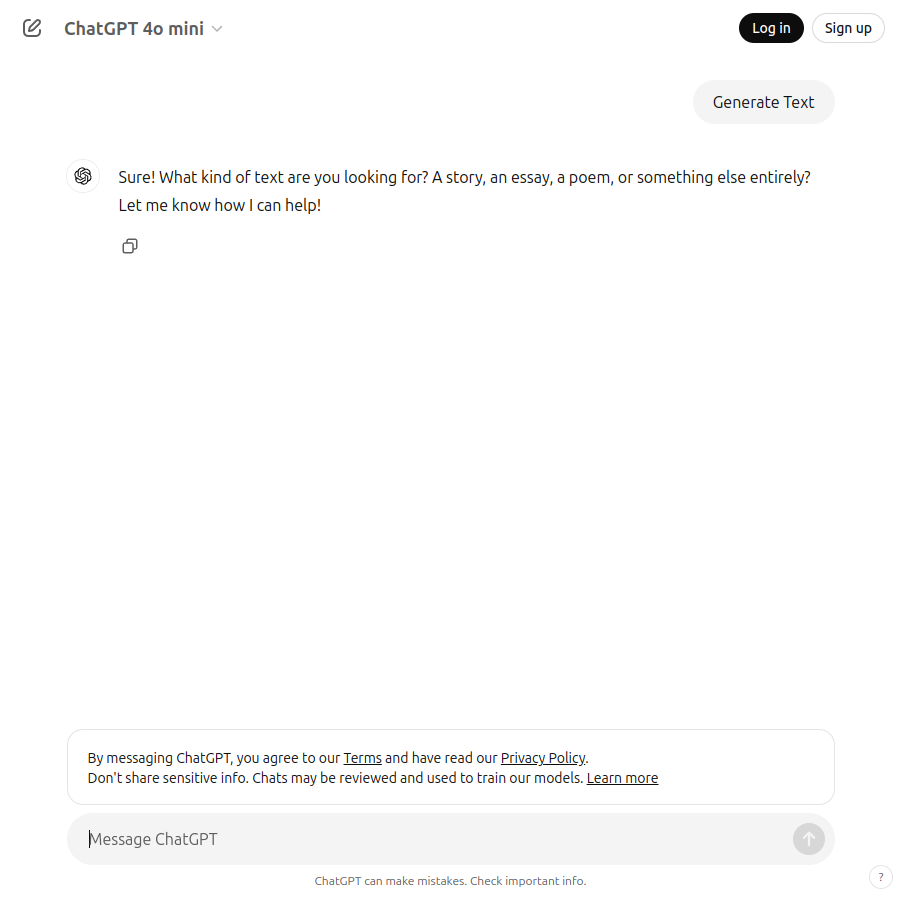 ChatGPT 4o mini
Log in
Sign up
Generate Text
Sure! What kind of text are you looking for? A story, an essay, a poem, or something else entirely?
Let me know how I can help!
By messaging ChatGPT, you agree to our Terms and have read our Privacy Policy.
Don't share sensitive info. Chats may be reviewed and used to train our models. Learn more
Message ChatGPT
ChatGPT can make mistakes. Check important info.
?